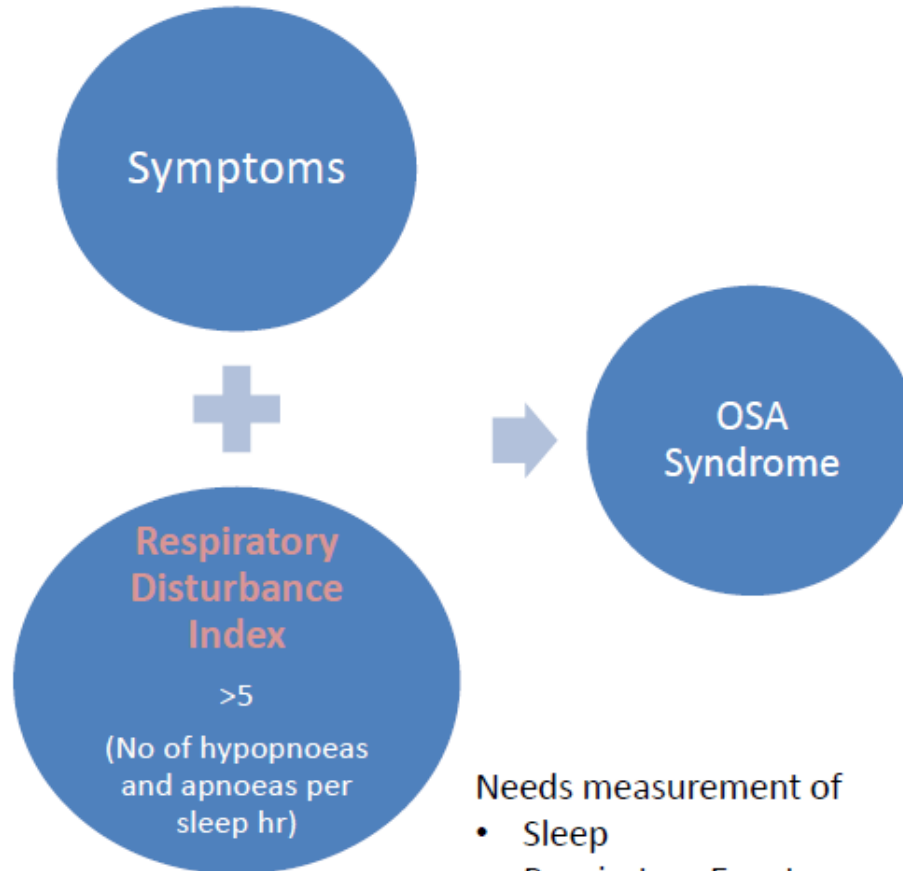 Symptoms
OSA
Syndrome
Respiratory
Disturbance
Index
>5
(No of hypopnoeas
and apnoeas per
sleep hr)
Needs measurement of
• Sleep